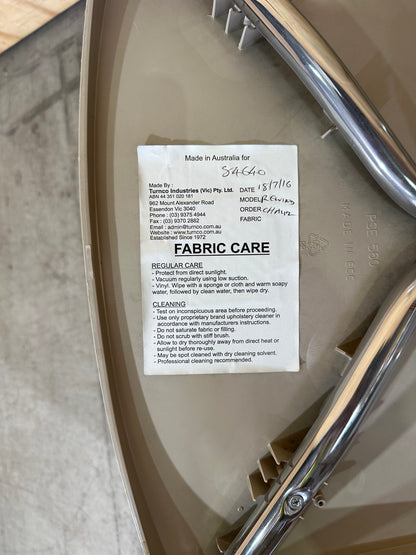 Made in Australia for
S4640
Made By :
Turnco Industries (Vic) Pty. Ltd.
ABN 44 351 020 181
962 Mount Alexander Road
Essendon Vic 3040
Phone : (03) 9375 4944
Fax : (03) 9370 2882
Email : admin@turnco.com.au
Website : www.turnco.com.au
Established Since 1972
DATE 18/7/16
MODEL REWIND
ORDER
FABRIC
FABRIC CARE
REGULAR CARE
- Protect from direct sunlight.
- Vacuum regularly using low suction.
- Vinyl. Wipe with a sponge or cloth and warm soapy
water, followed by clean water, then wipe dry.
CLEANING
- Test on inconspicuous area before proceeding.
- Use only proprietary brand upholstery cleaner in
accordance with manufacturers instructions.
- Do not saturate fabric or filling.
- Do not scrub with stiff brush.
- Allow to dry thoroughly away from direct heat or
sunlight before re-use.
- May be spot cleaned with dry cleaning solvent.
- Professional cleaning recommended.